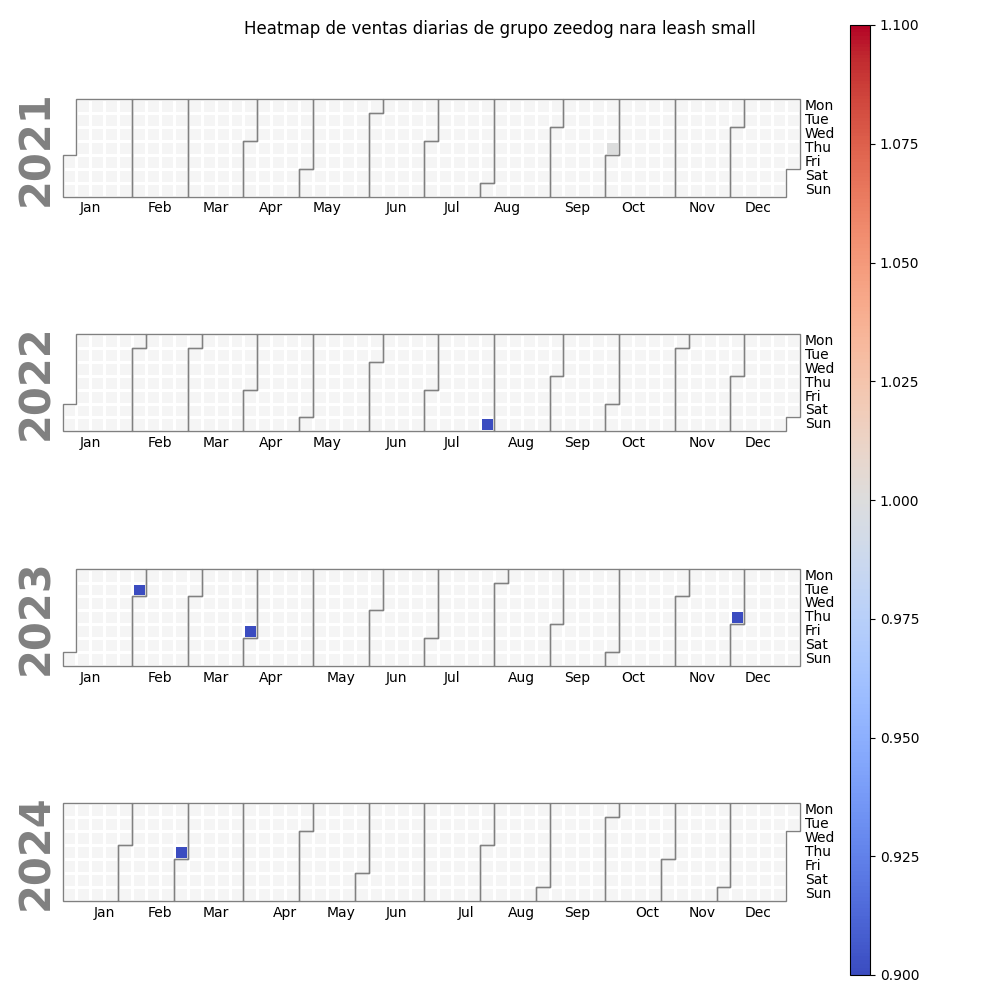 Heatmap de ventas diarias de grupo zeedog nara leash small
2021
Mon
Tue
Wed
Thu
Fri
Sat
Sun
Jan Feb Mar Apr May Jun Jul Aug Sep Oct Nov Dec
2022
Mon
Tue
Wed
Thu
Fri
Sat
Sun
Jan Feb Mar Apr May Jun Jul Aug Sep Oct Nov Dec
2023
Mon
Tue
Wed
Thu
Fri
Sat
Sun
Jan Feb Mar Apr May Jun Jul Aug Sep Oct Nov Dec
2024
Mon
Tue
Wed
Thu
Fri
Sat
Sun
Jan Feb Mar Apr May Jun Jul Aug Sep Oct Nov Dec
1.100
1.075
1.050
1.025
1.000
0.975
0.950
0.925
0.900